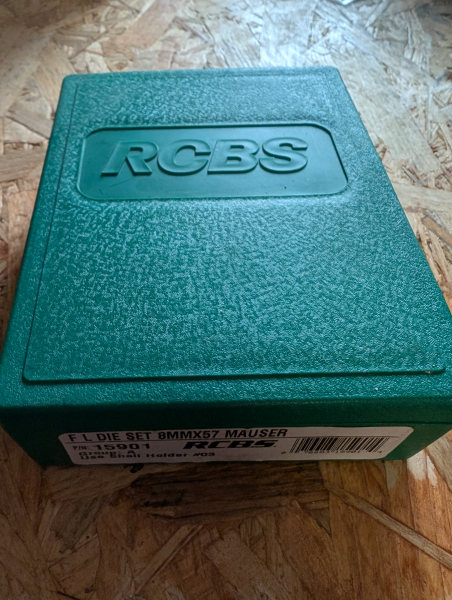 RCBS
F L DIE SET 8MMX57 MAUSER
P/N: 15901 RCBS
Group: A
Use Shell Holder #03